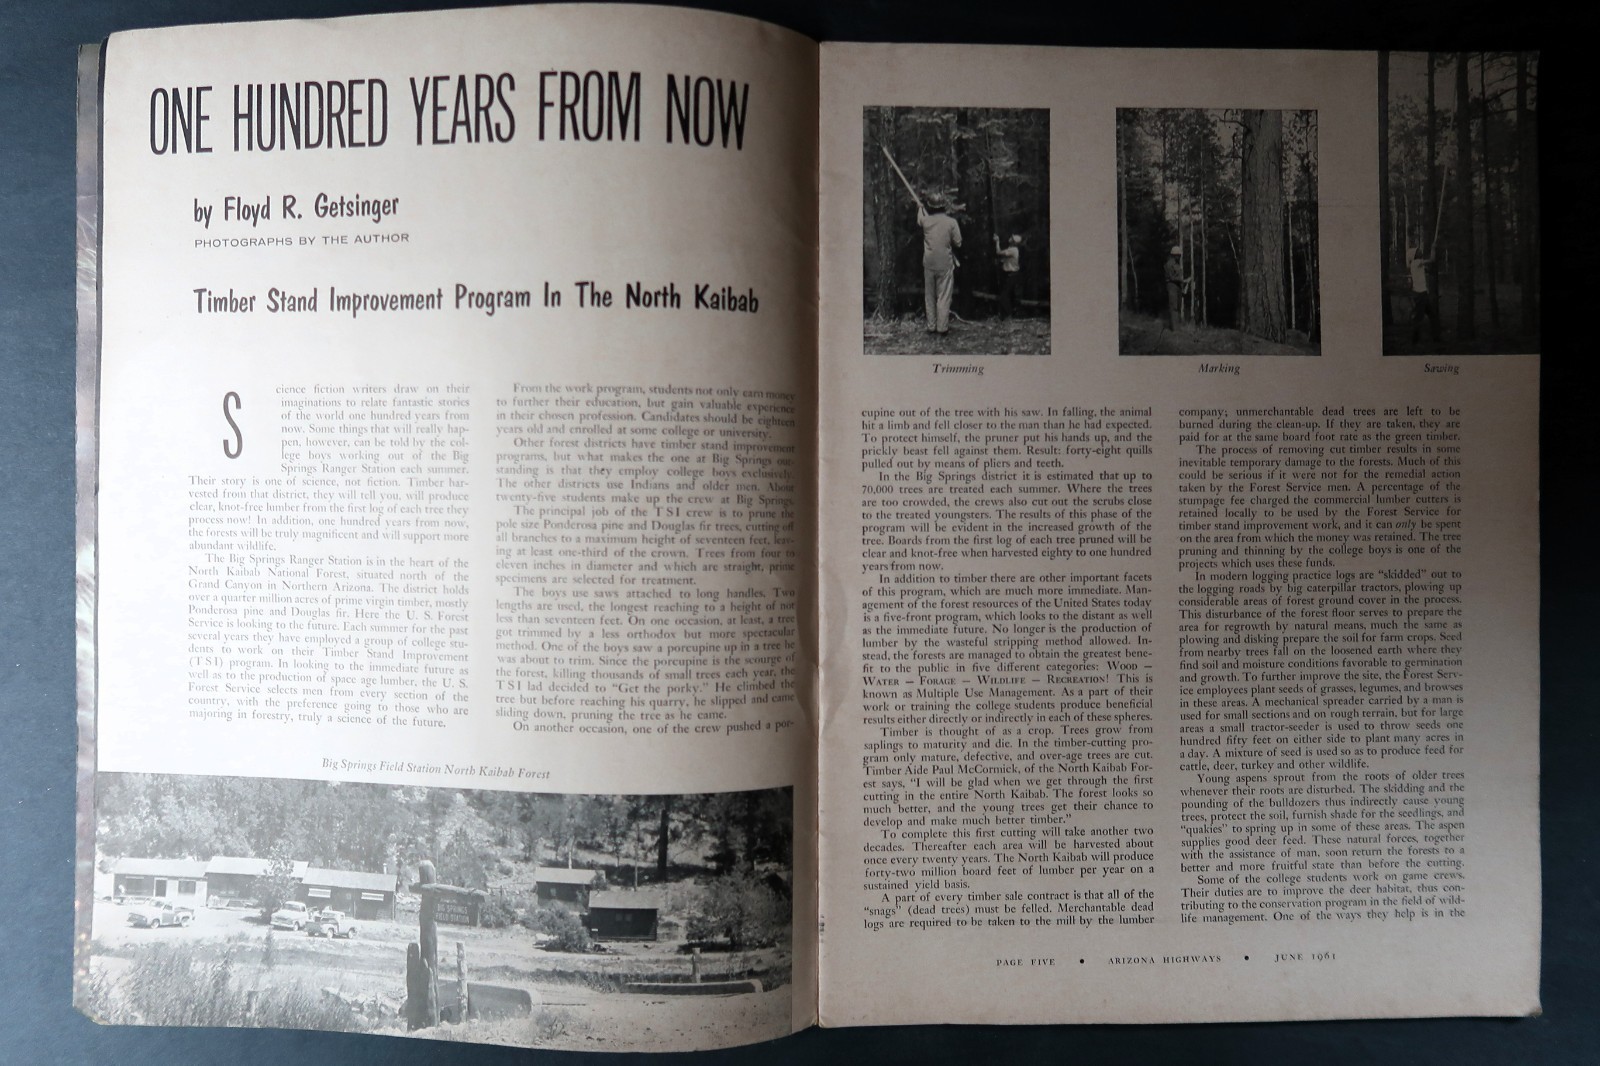 ONE HUNDRED YEARS FROM NOW
by Floyd R. Getsinger
PHOTOGRAPHS BY THE AUTHOR
Timber Stand Improvement Program In The North Kaibab
S
cience fiction writers draw on their
imaginations to relate fantastic stories
of the world one hundred years from
now. Some things that will really hap-
pen, however, can be told by the col-
lege boys working out of the Big
Springs Ranger Station each summer.
Their story is one of science, not fiction. Timber har-
vested from that district, they will tell you, will produce
clear, knot-free lumber from the first log of each tree they
process now! In addition, one hundred years from now,
the forests will be truly magnificent and will support more
abundant wildlife.
The Big Springs Ranger Station is in the heart of the
North Kaibab National Forest, situated north of the
Grand Canyon in Northern Arizona. The district holds
over a quarter million acres of prime virgin timber, mostly
Ponderosa pine and Douglas fir. Here the U. S. Forest
Service is looking to the future. Each summer for the past
several years they have employed a group of college stu-
dents to work on their Timber Stand Improvement
(TSI) program. In looking to the immediate future as
well as to the production of space age lumber, the U. S.
Forest Service selects men from every section of the
country, with the preference going to those who are
majoring in forestry, truly a science of the future.
From the work program, students not only earn money
to further their education, but gain valuable experience
in their chosen profession. Candidates should be eighteen
years old and enrolled at some college or university.
Other forest districts have timber stand improvement
programs, but what makes the one at Big Springs out-
standing is that they employ college boys exclusively.
The other districts use Indians and older men. About
twenty-five students make up the crew at Big Springs.
The principal job of the TSI crew is to prune the
pole size Ponderosa pine and Douglas fir trees, cutting off
all branches to a maximum height of seventeen feet, leav-
ing at least one-third of the crown. Trees from four to
eleven inches in diameter and which are straight, prime
specimens are selected for treatment.
The boys use saws attached to long handles. Two
lengths are used, the longest reaching to a height of not
less than seventeen feet. On one occasion, at least, a tree
got trimmed by a less orthodox but more spectacular
method. One of the boys saw a porcupine up in a tree he
was about to trim. Since the porcupine is the scourge of
the forest, killing thousands of small trees each year, the
TSI lad decided to "Get the porky." He climbed the
tree but before reaching his quarry, he slipped and came
sliding down, pruning the tree as he came.
On another occasion, one of the crew pushed a por-
Big Springs Field Station North Kaibab Forest
BIG SPRINGS
FIELD STATION
Trimming
Marking
Sawing
cupine out of the tree with his saw. In falling, the animal
hit a limb and fell closer to the man than he had expected.
To protect himself, the pruner put his hands up, and the
prickly beast fell against them. Result: forty-eight quills
pulled out by means of pliers and teeth.
In the Big Springs district it is estimated that up to
70,000 trees are treated each summer. Where the trees
are too crowded, the crews also cut out the scrubs close
to the treated youngsters. The results of this phase of the
program will be evident in the increased growth of the
tree. Boards from the first log of each tree pruned will be
clear and knot-free when harvested eighty to one hundred
years from now.
In addition to timber there are other important facets
of this program, which are much more immediate. Man-
agement of the forest resources of the United States today
is a five-front program, which looks to the distant as well
as the immediate future. No longer is the production of
lumber by the wasteful stripping method allowed. In-
stead, the forests are managed to obtain the greatest bene-
fit to the public in five different categories: WOOD —
WATER — FORAGE — WILDLIFE — RECREATION! This is
known as Multiple Use Management. As a part of their
work or training the college students produce beneficial
results either directly or indirectly in each of these spheres.
Timber is thought of as a crop. Trees grow from
saplings to maturity and die. In the timber-cutting pro-
gram only mature, defective, and over-age trees are cut.
Timber Aide Paul McCormick, of the North Kaibab For-
est says, "I will be glad when we get through the first
cutting in the entire North Kaibab. The forest looks so
much better, and the young trees get their chance to
develop and make much better timber."
To complete this first cutting will take another two
decades. Thereafter each area will be harvested about
once every twenty years. The North Kaibab will produce
forty-two million board feet of lumber per year on a
sustained yield basis.
A part of every timber sale contract is that all of the
"snags" (dead trees) must be felled. Merchantable dead
logs are required to be taken to the mill by the lumber
company; unmerchantable dead trees are left to be
burned during the clean-up. If they are taken, they are
paid for at the same board foot rate as the green timber.
The process of removing cut timber results in some
inevitable temporary damage to the forests. Much of this
could be serious if it were not for the remedial action
taken by the Forest Service men. A percentage of the
stumpage fee charged the commercial lumber cutters is
retained locally to be used by the Forest Service for
timber stand improvement work, and it can only be spent
on the area from which the money was retained. The tree
pruning and thinning by the college boys is one of the
projects which uses these funds.
In modern logging practice logs are "skidded" out to
the logging roads by big caterpillar tractors, plowing up
considerable areas of forest ground cover in the process.
This disturbance of the forest floor serves to prepare the
area for regrowth by natural means, much the same as
plowing and disking prepare the soil for farm crops. Seed
from nearby trees fall on the loosened earth where they
find soil and moisture conditions favorable to germination
and growth. To further improve the site, the Forest Serv-
ice employees plant seeds of grasses, legumes, and browses
in these areas. A mechanical spreader carried by a man is
used for small sections and on rough terrain, but for large
areas a small tractor-seeder is used to throw seeds one
hundred fifty feet on either side to plant many acres in
a day. A mixture of seed is used so as to produce feed for
cattle, deer, turkey and other wildlife.
Young aspens sprout from the roots of older trees
whenever their roots are disturbed. The skidding and the
pounding of the bulldozers thus indirectly cause young
trees, protect the soil, furnish shade for the seedlings, and
"quakies" to spring up in some of these areas. The aspen
supplies good deer feed. These natural forces, together
with the assistance of man, soon return the forests to a
better and more fruitful state than before the cutting.
Some of the college students work on game crews.
Their duties are to improve the deer habitat, thus con-
tributing to the conservation program in the field of wild-
life management. One of the ways they help is in the
PAGE FIVE • ARIZONA HIGHWAYS • JUNE 1961